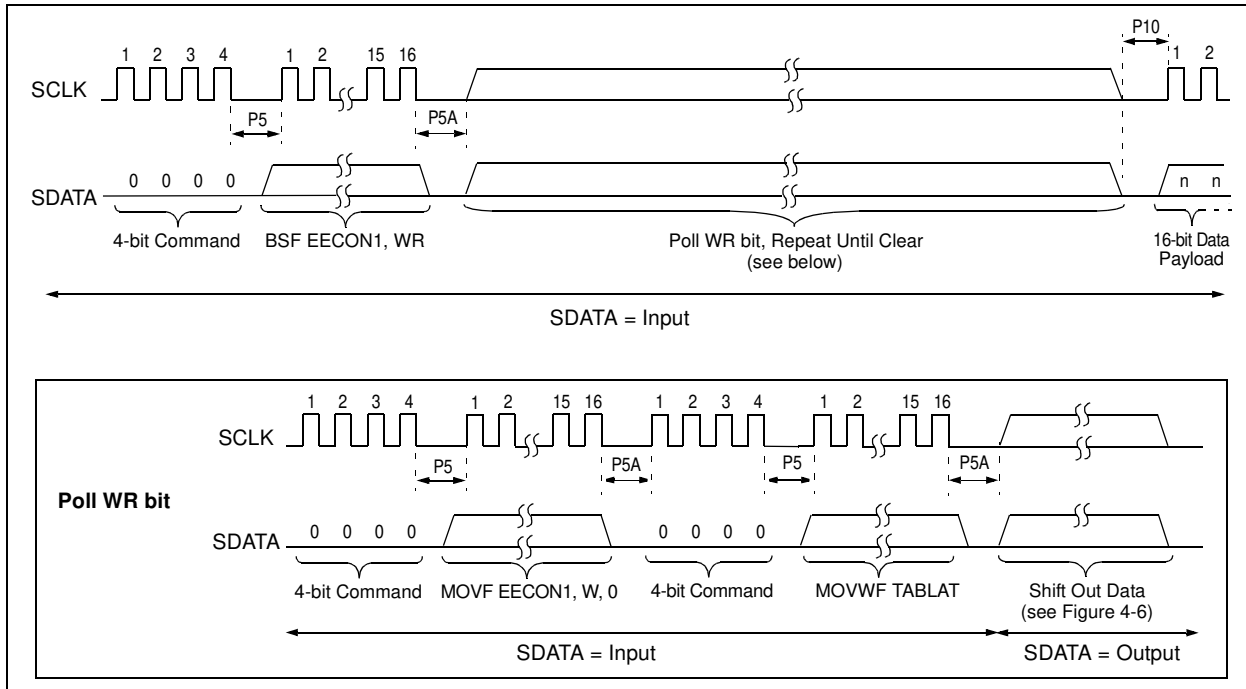 P10
1 2 3 4 1 2 15 16 1 2
SCLK
P5 P5A
0 0 0 0 n n
SDATA
4-bit Command BSF EECON1, WR Poll WR bit, Repeat Until Clear 16-bit Data
(see below) Payload
SDATA = Input
1 2 3 4 1 2 15 16 1 2 3 4 1 2 15 16
SCLK
P5 P5A P5 P5A
Poll WR bit
0 0 0 0 0 0 0 0
SDATA
4-bit Command MOVF EECON1, W, 0 4-bit Command MOVWF TABLAT Shift Out Data
(see Figure 4-6)
SDATA = Input SDATA = Output